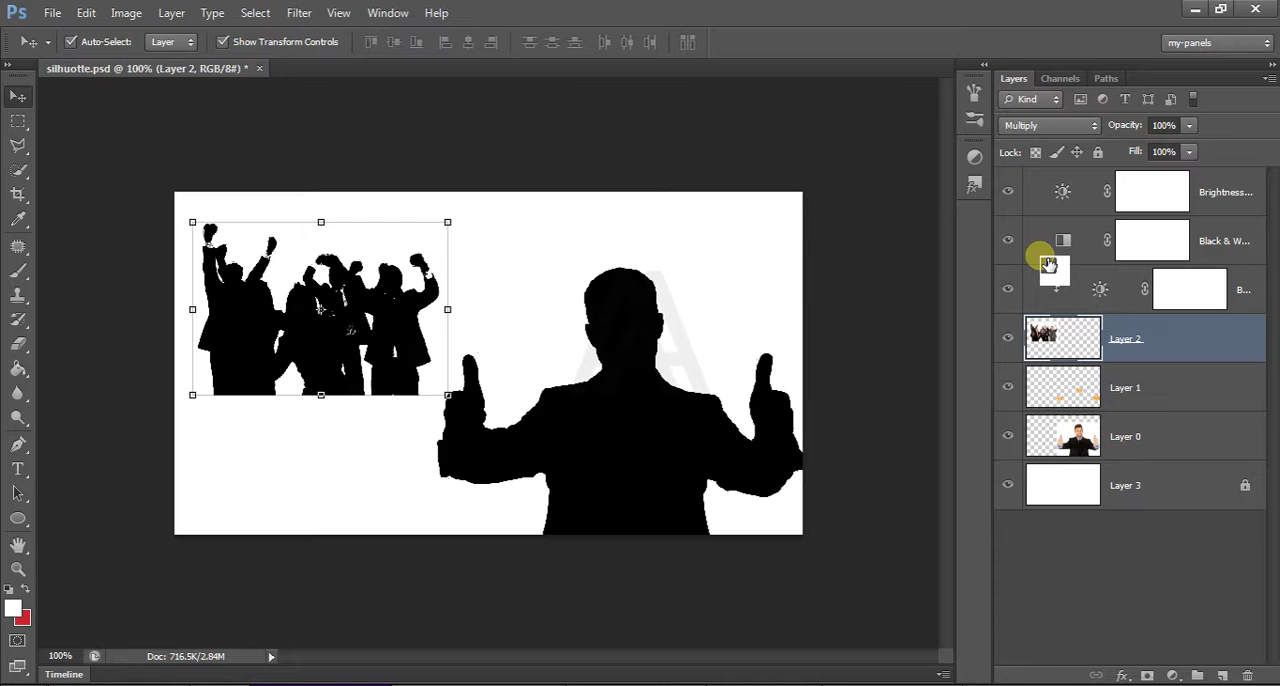 Ps File Edit Image Layer Type Select Filter 3D View Window Help
Auto-Select: Layer Show Transform Controls my-panels
silhuotte.psd @ 100% (Layer 2, RGB/8#) * ×
Layers Channels Paths
Kind
Multiply Opacity: 100%
Lock: Fill: 100%
Brightness...
Black & W...
B...
Layer 2
Layer 1
Layer 0
Layer 3
100% Doc: 716.5K/2.84M
Timeline